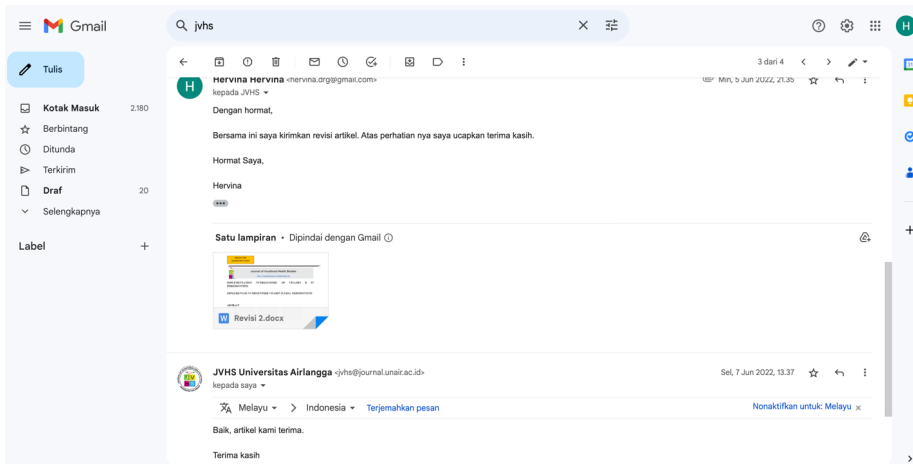 Gmail
jvhs
H
Tulis
3 dari 4
Kotak Masuk 2.180
Berbintang
Ditunda
Terkirim
Draf 20
Selengkapnya
Label
H
Hervina Hervina <hervina.drg@gmail.com>
Min, 5 Jun 2022, 21.35
kepada JVHS
Dengan hormat,
Bersama ini saya kirimkan revisi artikel. Atas perhatian nya saya ucapkan terima kasih.
Hormat Saya,
Hervina
Satu lampiran • Dipindai dengan Gmail
Journal of Vocational Health Studies
W Revisi 2.docx
JVHS Universitas Airlangga <jvhs@journal.unair.ac.id>
Sel, 7 Jun 2022, 13.37
kepada saya
Melayu > Indonesia Terjemahkan pesan
Nonaktifkan untuk: Melayu x
Baik, artikel kami terima.
Terima kasih